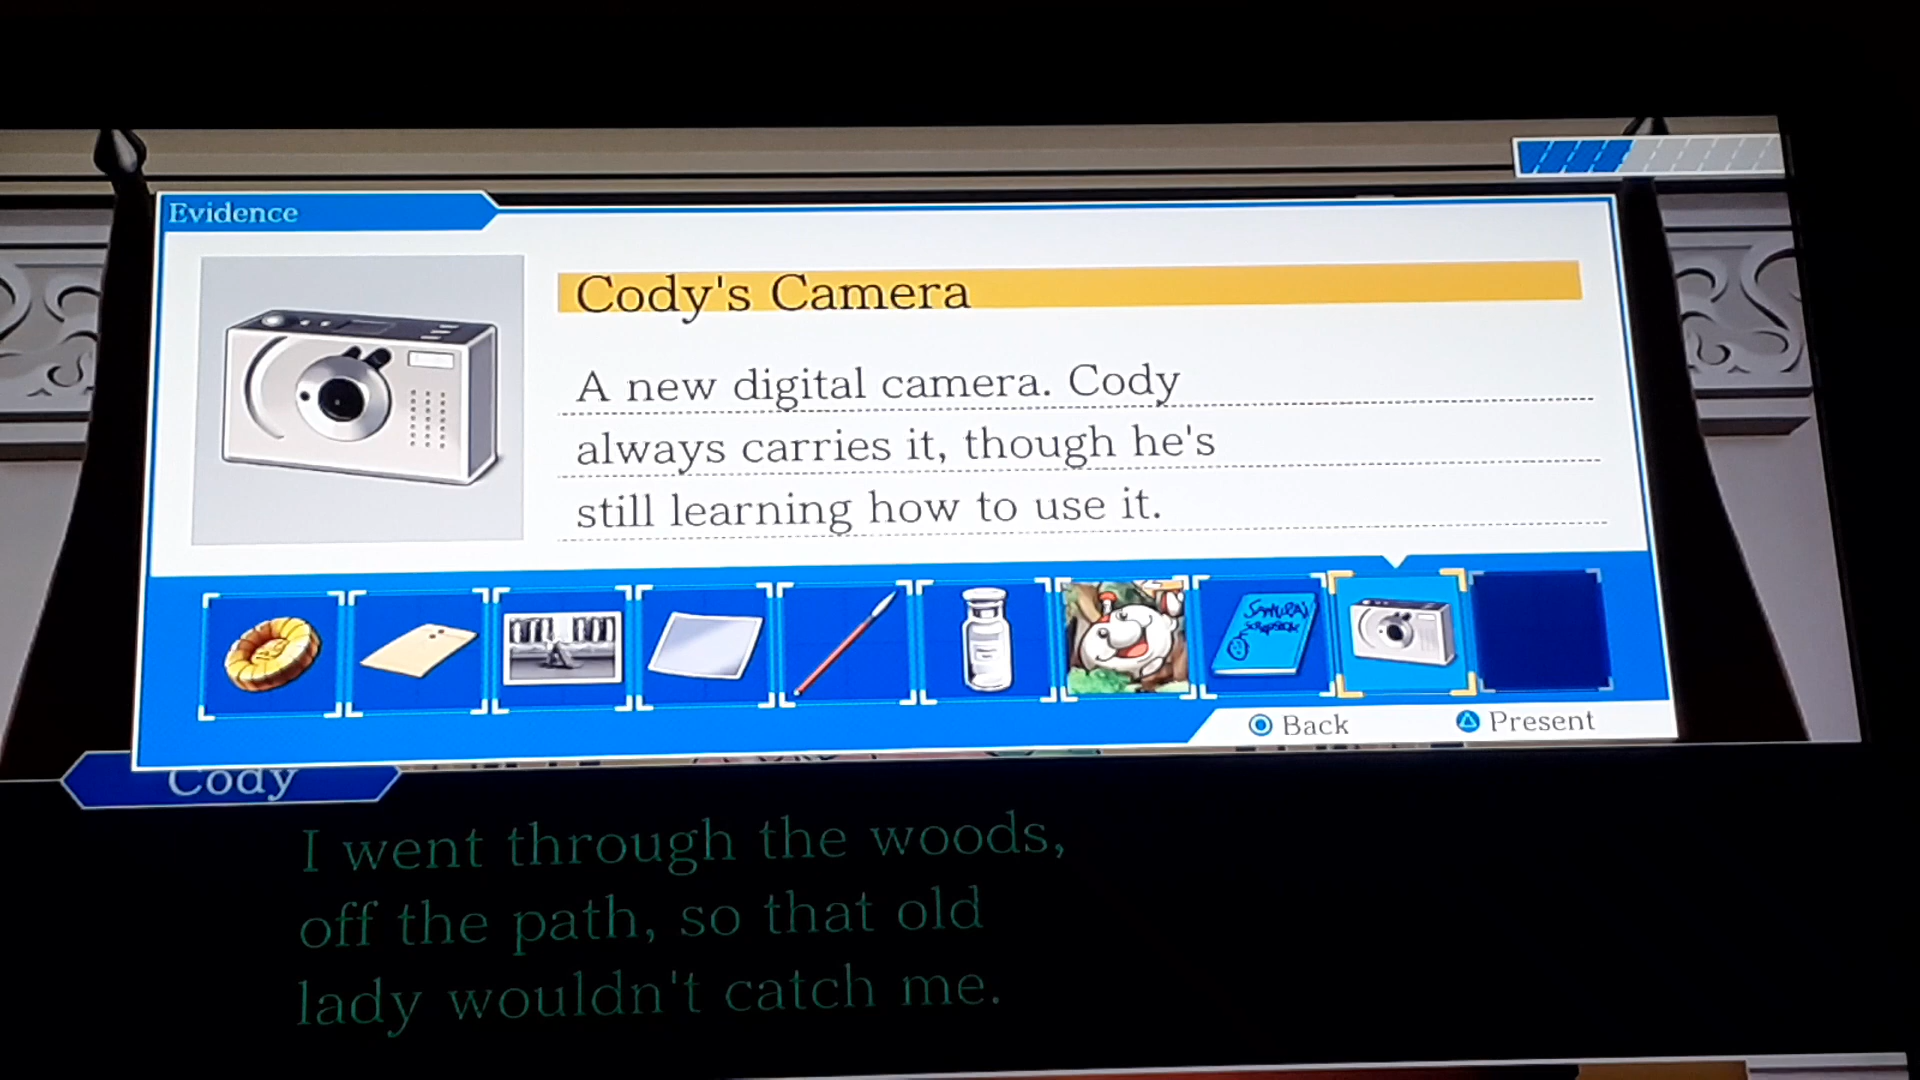 Evidence
Cody's Camera
A new digital camera. Cody
always carries it, though he's
still learning how to use it.
SAMURAI
Back
Present
Cody
I went through the woods,
off the path, so that old
lady wouldn't catch me.